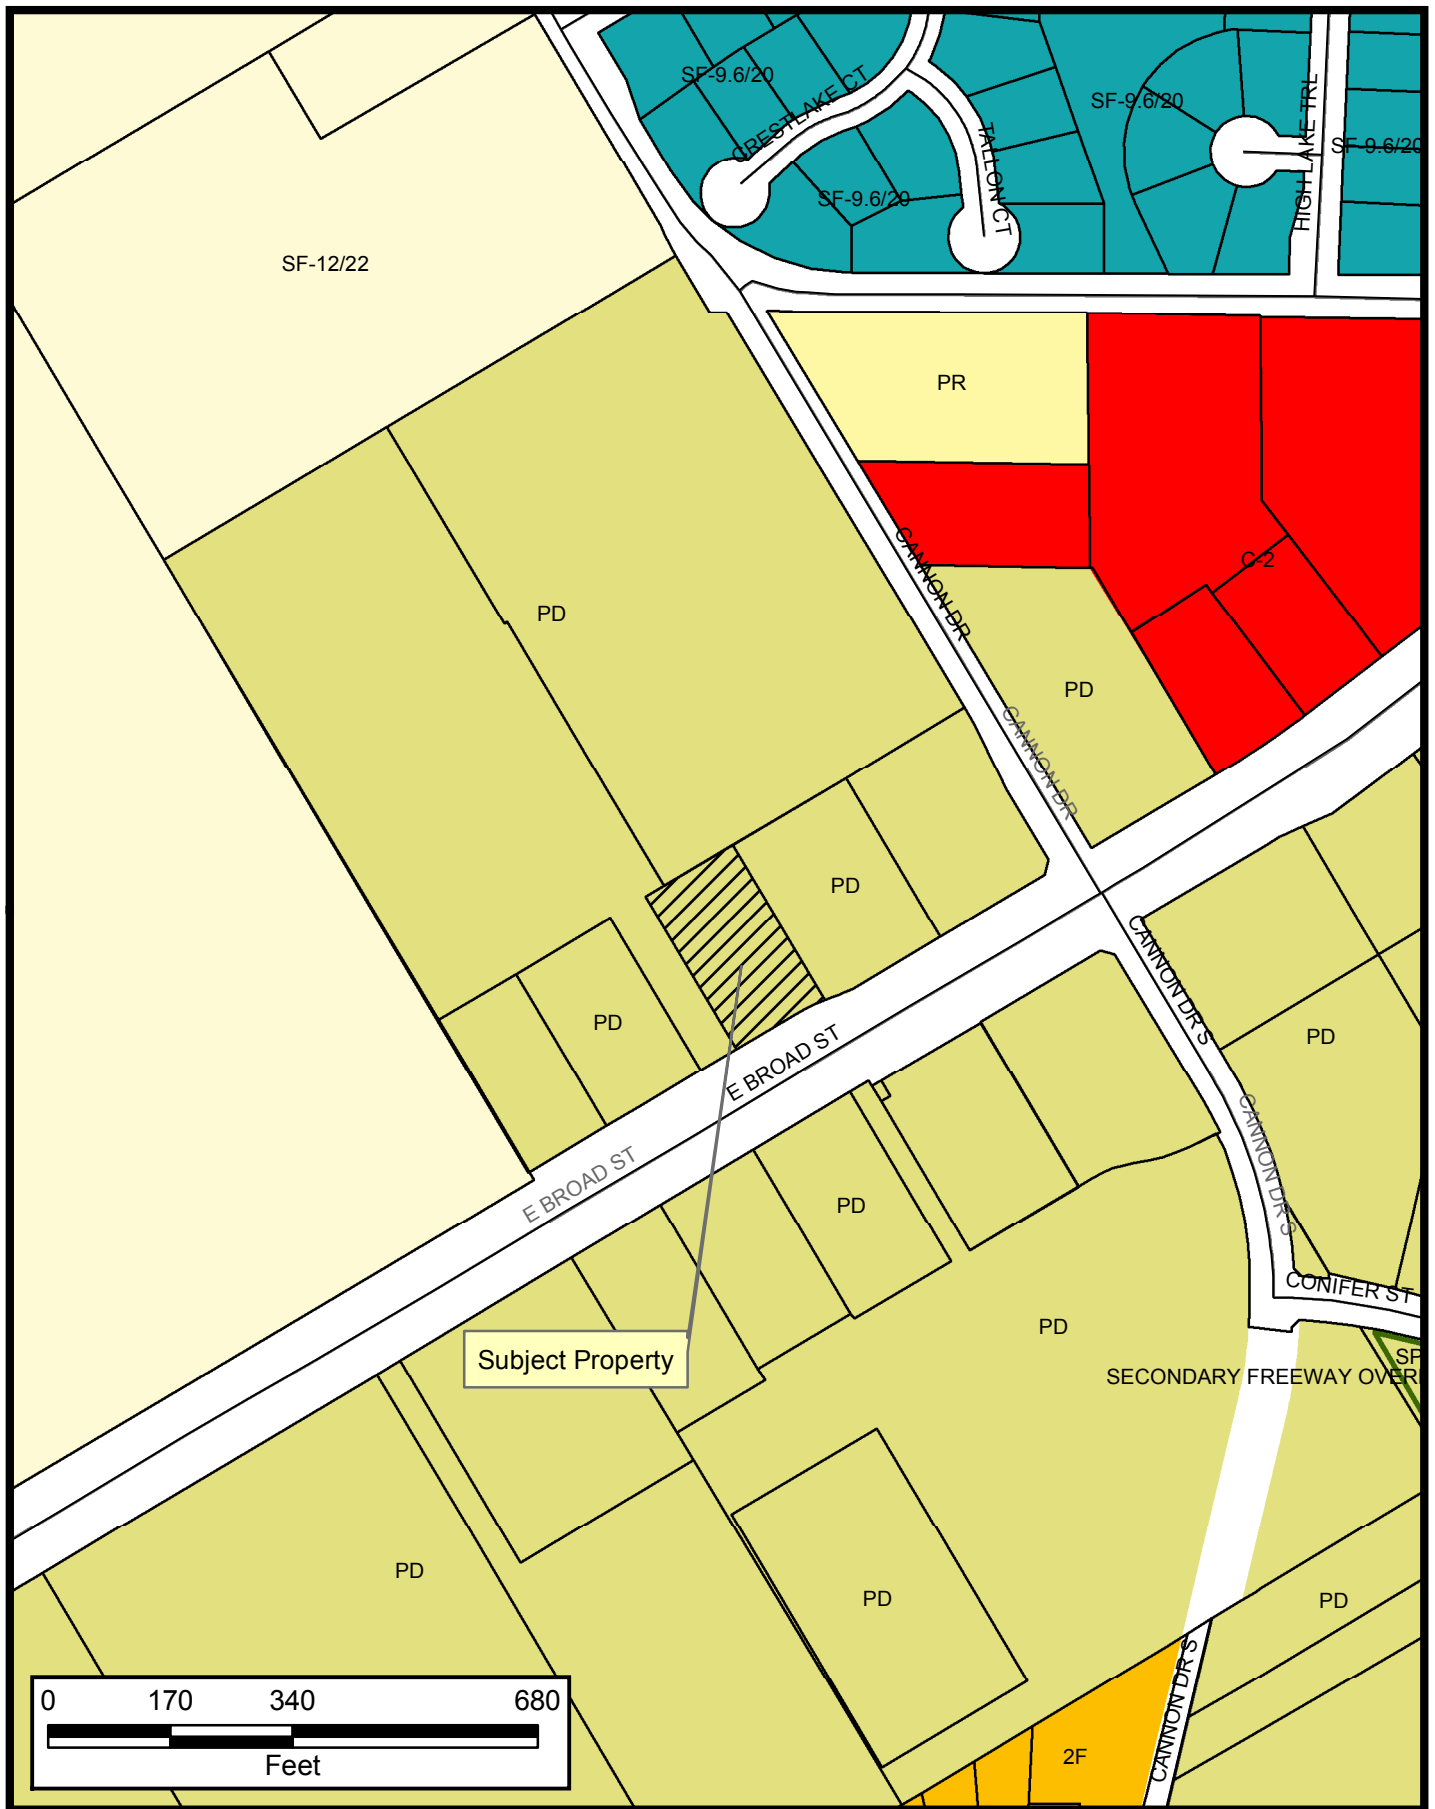 SF-9.6/20
CRESTLAKE CT
SF-9.6/20
TALLON CT
SF-9.6/20
HIGH LAKE TRL
SF-9.6/20
SF-12/22
PR
CANNON DR
C-2
PD
PD
CANNON DR
PD
CANNON DR S
PD
PD
E BROAD ST
E BROAD ST
CANNON DR S
PD
CONIFER ST
PD
SP
SECONDARY FREEWAY OVER
Subject Property
PD
PD
PD
CANNON DR S
2F
0 170 340 680
Feet